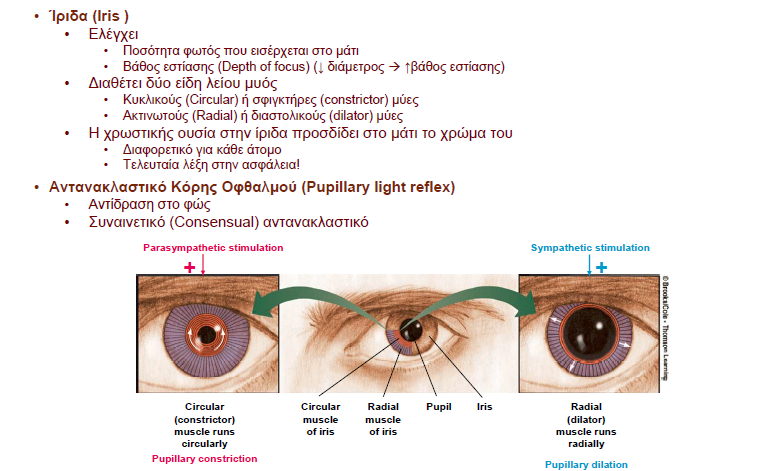 • Ίριδα (Iris )
• Ελέγχει
• Ποσότητα φωτός που εισέρχεται στο μάτι
• Βάθος εστίασης (Depth of focus) (↓ διάμετρος → ↑βάθος εστίασης)
• Διαθέτει δύο είδη λείου μυός
• Κυκλικούς (Circular) ή σφιγκτήρες (constrictor) μύες
• Ακτινωτούς (Radial) ή διαστολικούς (dilator) μύες
• Η χρωστικής ουσία στην ίριδα προσδίδει στο μάτι το χρώμα του
• Διαφορετικό για κάθε άτομο
• Τελευταία λέξη στην ασφάλεια!
• Αντανακλαστικό Κόρης Οφθαλμού (Pupillary light reflex)
• Αντίδραση στο φώς
• Συναινετικό (Consensual) αντανακλαστικό
Parasympathetic stimulation
+
Sympathetic stimulation
+
© Brooks/Cole - Thomson Learning
Circular
(constrictor)
muscle runs
circularly
Pupillary constriction
Circular
muscle
of iris
Radial
muscle
of iris
Pupil
Iris
Radial
(dilator)
muscle runs
radially
Pupillary dilation